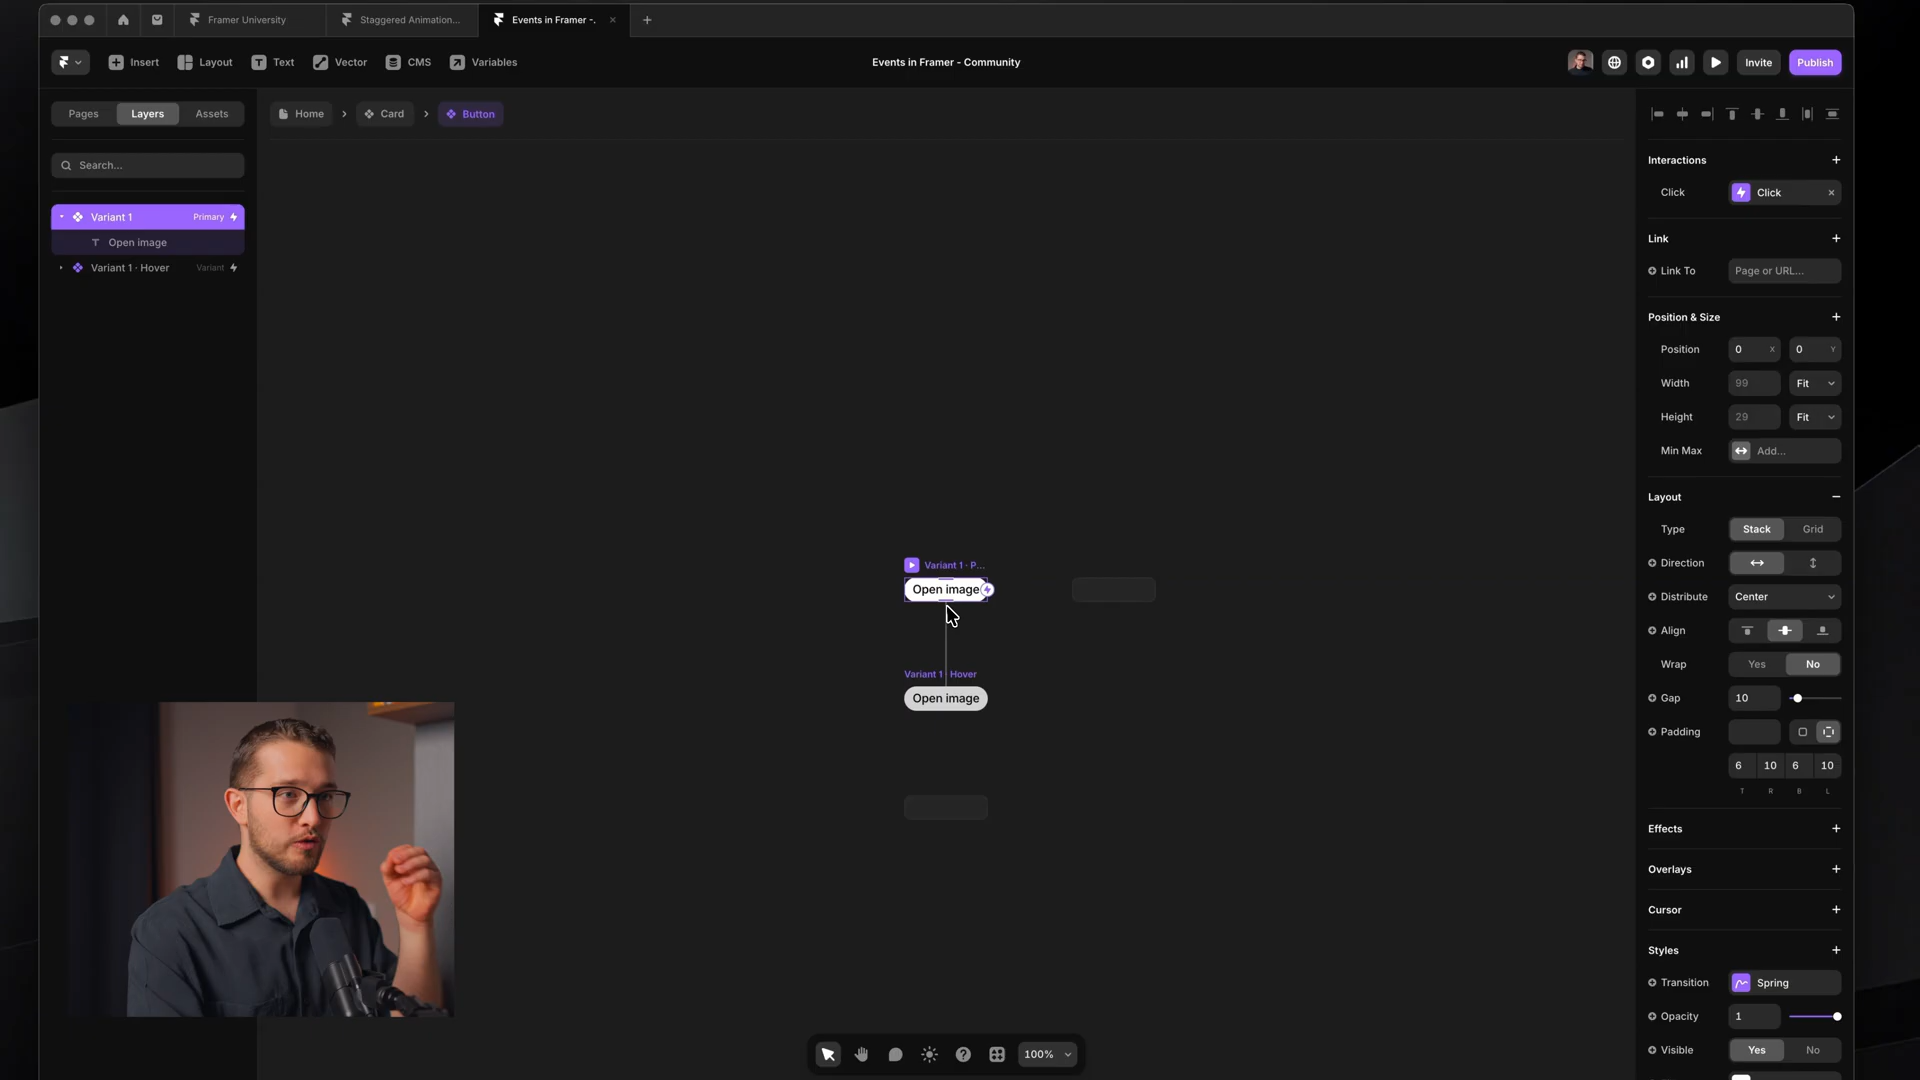 Framer University
Staggered Animation...
Events in Framer -.
Insert
Layout
Text
Vector
CMS
Variables
Events in Framer - Community
Invite
Publish
Pages
Layers
Assets
Home
Card
Button
Search...
Variant 1
Primary
Open image
Variant 1 · Hover
Variant
Interactions
Click
Click
Link
Link To
Page or URL...
Position & Size
Position
0
X
0
Y
Width
99
Fit
Height
29
Fit
Min Max
Add...
Layout
Type
Stack
Grid
Direction
Distribute
Center
Align
Wrap
Yes
No
Gap
10
Padding
6
10
6
10
T
R
B
L
Effects
Overlays
Cursor
Styles
Transition
Spring
Opacity
1
Visible
Yes
No
Variant 1 · P...
Open image
Variant 1 · Hover
Open image
100%